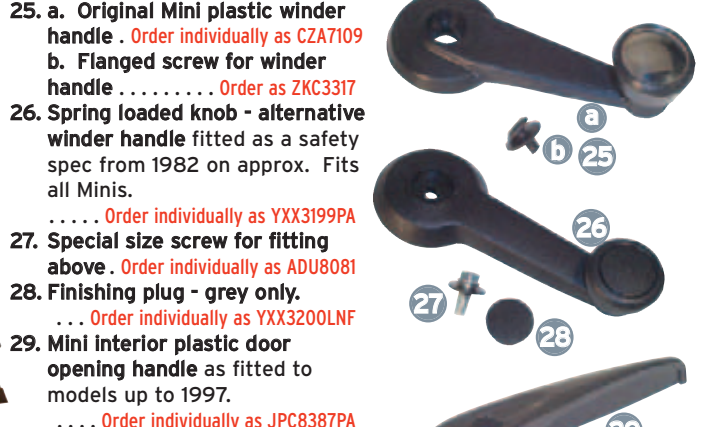 25. a. Original Mini plastic winder
handle . Order individually as CZA7109
b. Flanged screw for winder
handle . . . . . . . . . Order as ZKC3317
26. Spring loaded knob - alternative
winder handle fitted as a safety
spec from 1982 on approx. Fits
all Minis.
. . . . . Order individually as YXX3199PA
27. Special size screw for fitting
above . Order individually as ADU8081
28. Finishing plug - grey only.
. . . Order individually as YXX3200LNF
29. Mini interior plastic door
opening handle as fitted to
models up to 1997.
. . . . Order individually as JPC8387PA
a
b 25
26
27
28
29